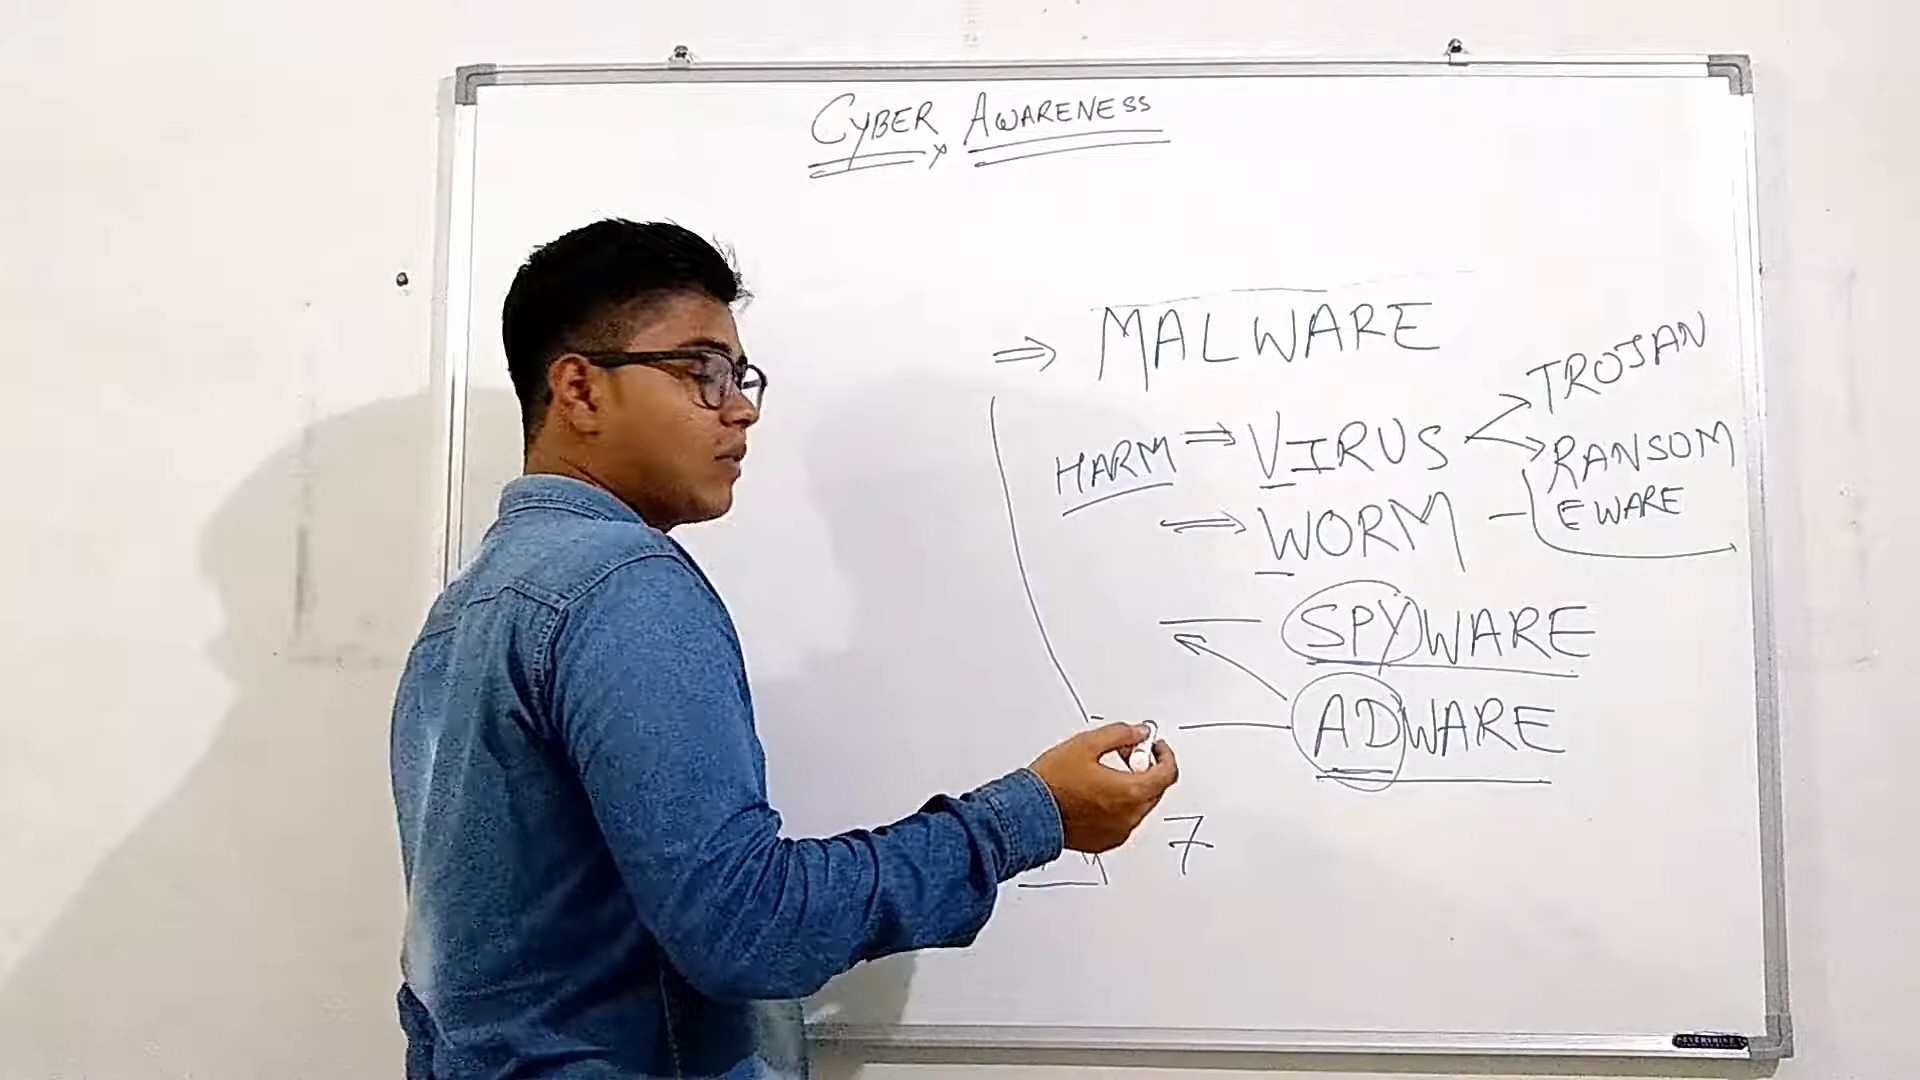 CYBER AWARENESS
⇒ MALWARE
HARM ⇒ VIRUS
TROJAN
RANSOM
EWARE
⇒ WORM
SPYWARE
ADWARE
7